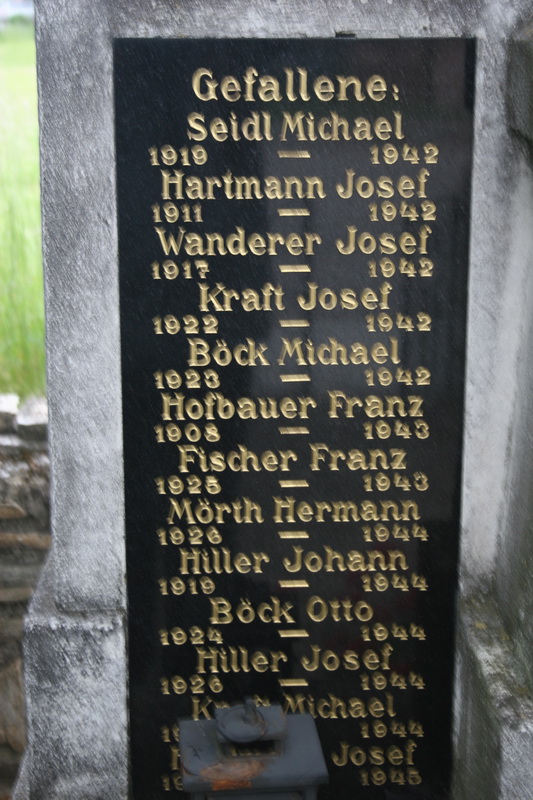 Gefallene:
Seidl Michael
1919 — 1942
Hartmann Josef
1911 — 1942
Wanderer Josef
1917 — 1942
Kraft Josef
1922 — 1942
Böck Michael
1923 — 1942
Hofbauer Franz
1908 — 1943
Fischer Franz
1925 — 1943
Mörth Hermann
1926 — 1944
Hiller Johann
1919 — 1944
Böck Otto
1924 — 1944
Hiller Josef
1926 — 1944
Michael
1944
Josef
1945